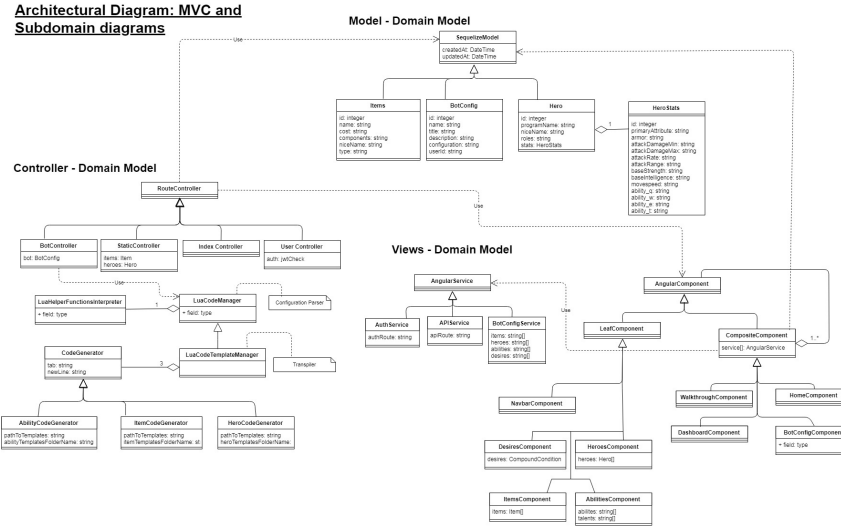 Architectural Diagram: MVC and
Subdomain diagrams
Model - Domain Model
Use
SequelizeModel
createdAt: DateTime
updatedAt: DateTime
Items
id: integer
name: string
cost: string
components: string
niceName: string
type: string
BotConfig
id: integer
name: string
title: string
description: string
configuration: string
userId: string
Hero
id: integer
programName: string
niceName: string
roles: string
stats: HeroStats
1
HeroStats
id: integer
primaryAttribute: string
armor: string
attackDamageMin: string
attackDamageMax: string
attackRate: string
attackRange: string
baseStrength: string
baseIntelligence: string
movespeed: string
ability_q: string
ability_w: string
ability_e: string
ability_t: string
Controller - Domain Model
RouteController
Use
BotController
bot: BotConfig
StaticController
items: Item
heroes: Hero
Index Controller
User Controller
auth: jwtCheck
Use
LuaHelperFunctionsInterpreter
+ field: type
1
LuaCodeManager
+ field: type
Configuration Parser
CodeGenerator
tab: string
newLine: string
3
LuaCodeTemplateManager
Transpiler
AbilityCodeGenerator
pathToTemplates: string
abilityTemplatesFolderName: string
ItemCodeGenerator
pathToTemplates: string
itemTemplatesFolderName: st
HeroCodeGenerator
pathToTemplates: string
heroTemplatesFolderName:
Views - Domain Model
AngularService
AngularComponent
Use
AuthService
authRoute: string
APIService
apiRoute: string
BotConfigService
items: string[]
heroes: string[]
abilities: string[]
desires: string[]
LeafComponent
CompositeComponent
service[]: AngularService
1..*
NavbarComponent
WalkthroughComponent
HomeComponent
DashboardComponent
BotConfigComponent
+ field: type
DesiresComponent
desires: CompoundCondition
HeroesComponent
heroes: Hero[]
ItemsComponent
items: Item[]
AbilitiesComponent
abilites: string[]
talents: string[]